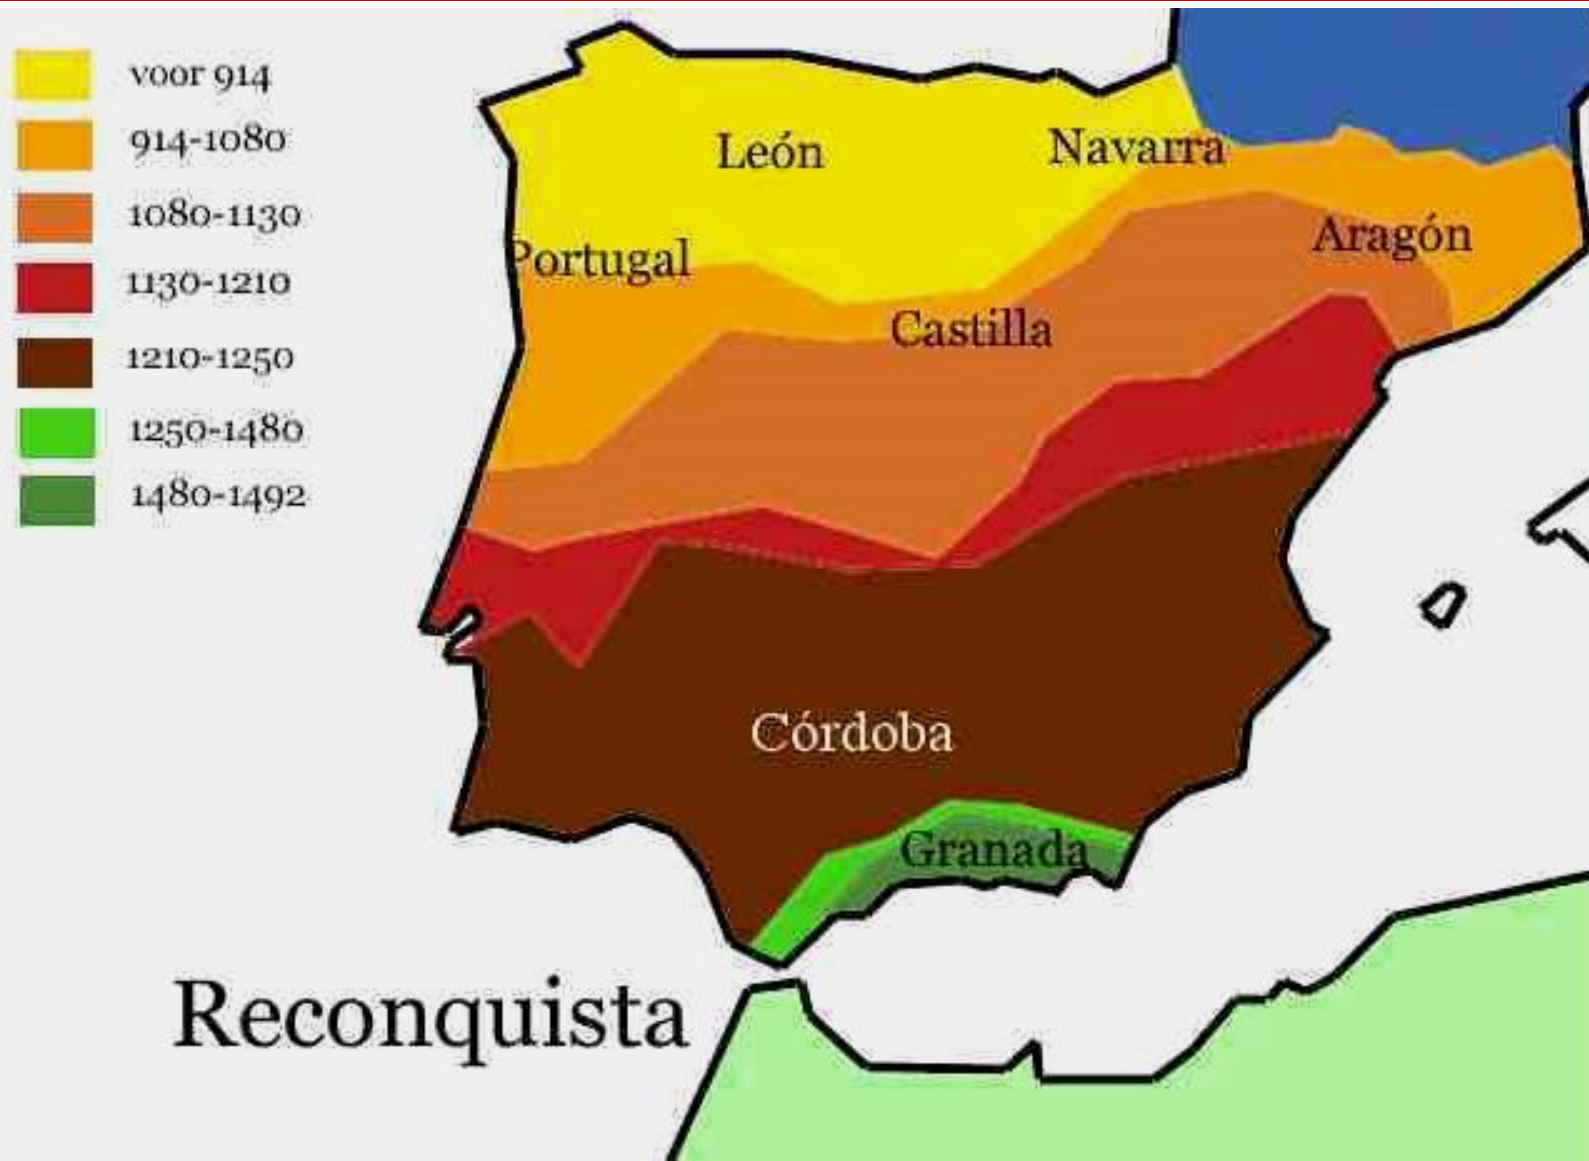 voor 914
914-1080
1080-1130
1130-1210
1210-1250
1250-1480
1480-1492
León
Navarra
Portugal
Aragón
Castilla
Córdoba
Granada
Reconquista